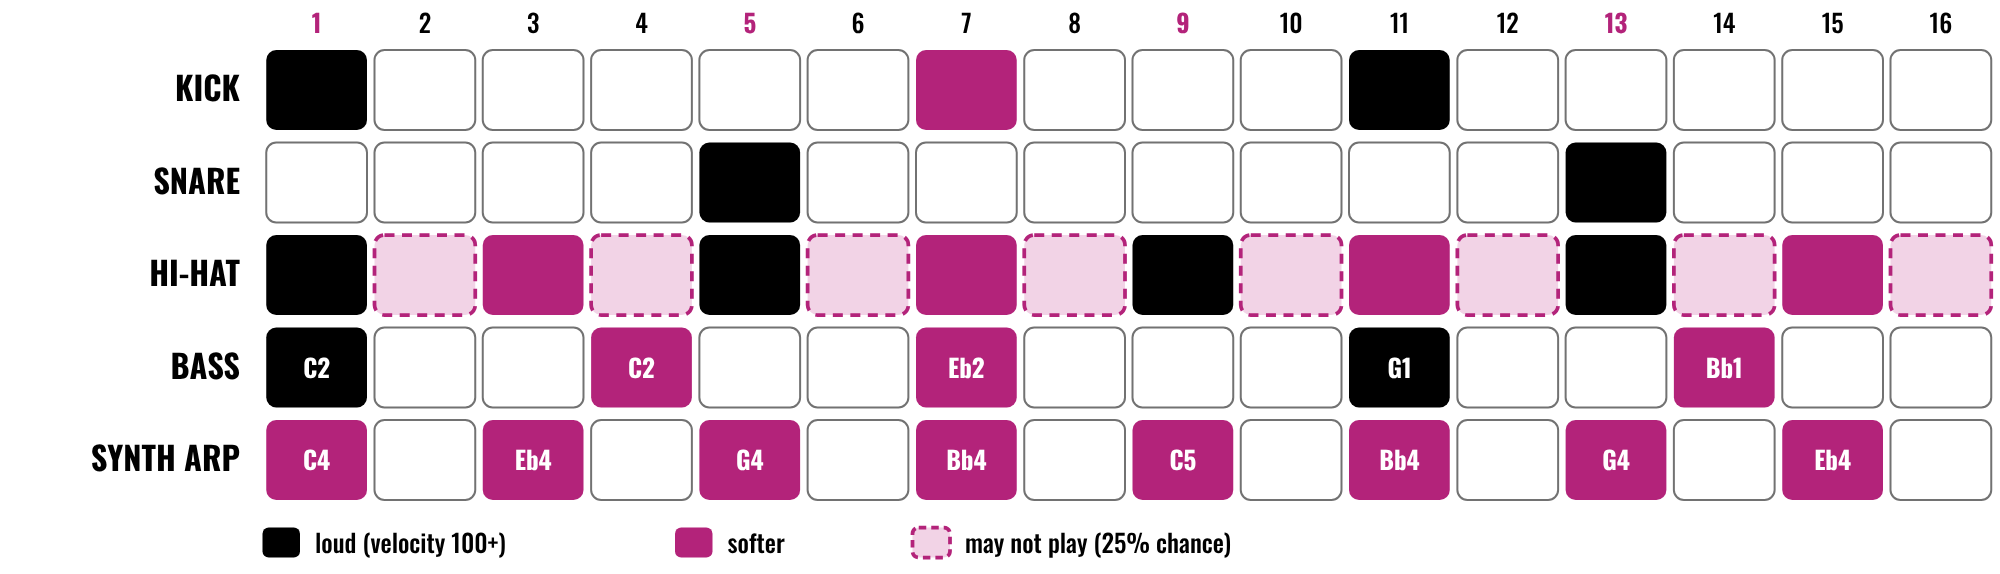 1 2 3 4 5 6 7 8 9 10 11 12 13 14 15 16
KICK
SNARE
HI-HAT
BASS C2 C2 Eb2 G1 Bb1
SYNTH ARP C4 Eb4 G4 Bb4 C5 Bb4 G4 Eb4
loud (velocity 100+) softer may not play (25% chance)